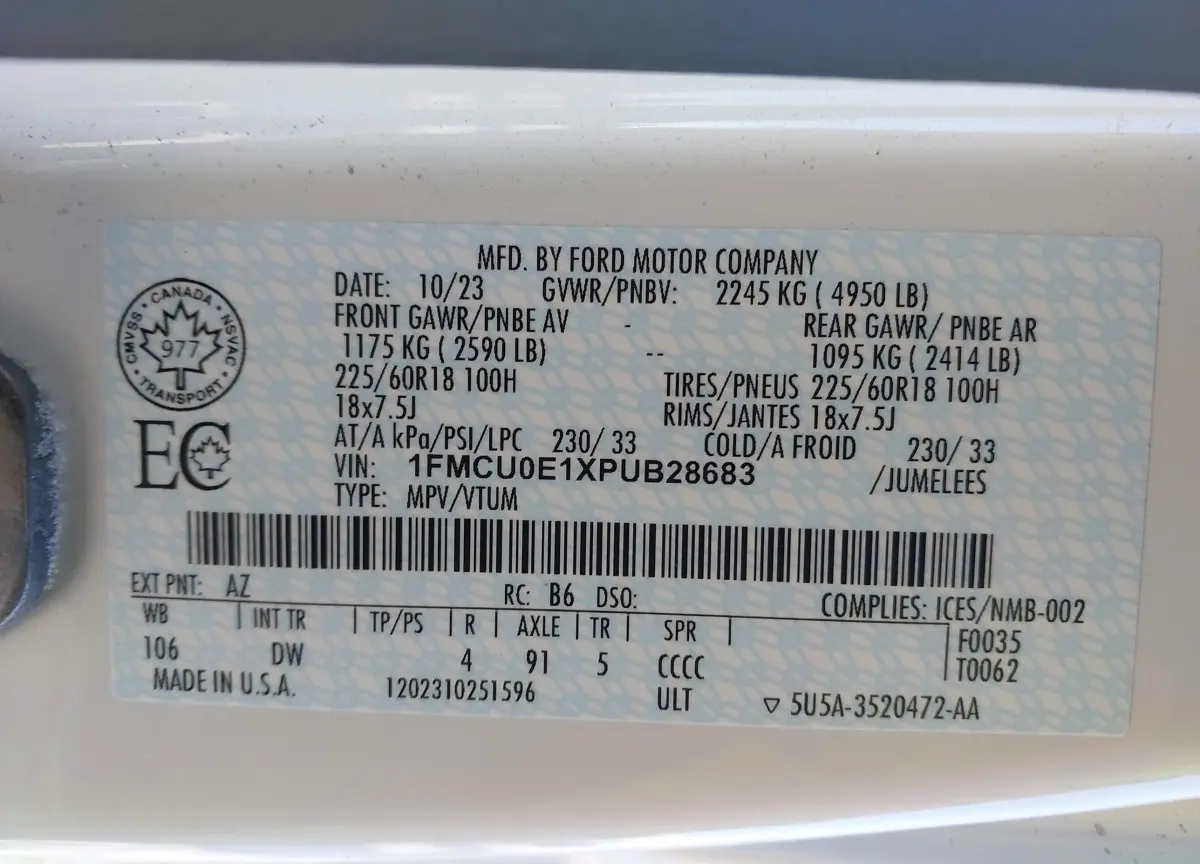 MFD. BY FORD MOTOR COMPANY
DATE: 10/23 GVWR/PNBV: 2245 KG ( 4950 LB)
FRONT GAWR/PNBE AV - REAR GAWR/ PNBE AR
1175 KG ( 2590 LB) -- 1095 KG ( 2414 LB)
225/60R18 100H TIRES/PNEUS 225/60R18 100H
18x7.5J RIMS/JANTES 18x7.5J
AT/A kPa/PSI/LPC 230/ 33 COLD/A FROID 230/ 33
VIN: 1FMCU0E1XPUB28683 /JUMELEES
TYPE: MPV/VTUM
CMVSS • CANADA • NSVAC • TRANSPORT •
977
EC
EXT PNT: AZ RC: B6 DSO: COMPLIES: ICES/NMB-002
WB | INT TR | TP/PS | R | AXLE | TR | SPR | F0035
106 DW 4 91 5 CCCC T0062
MADE IN U.S.A. 1202310251596 ULT ▽ 5U5A-3520472-AA